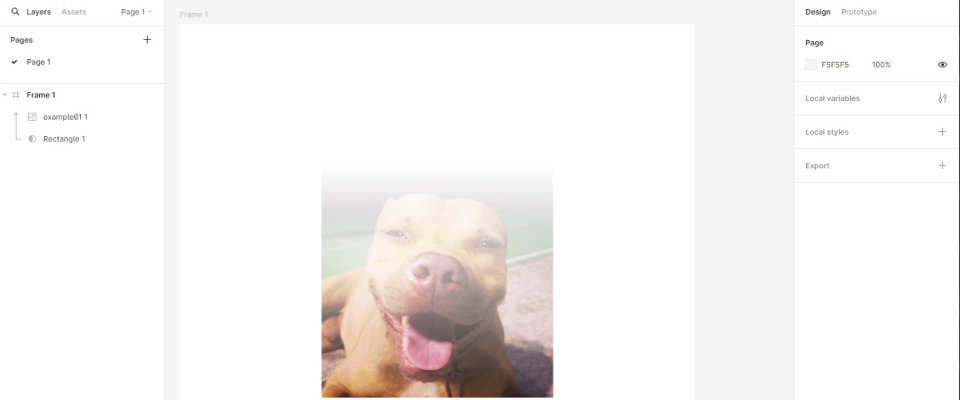 Layers Assets Page 1
Frame 1
Design Prototype
Pages
Page 1
Page
F5F5F5 100%
Frame 1
Local variables
example01 1
Local styles
Rectangle 1
Export